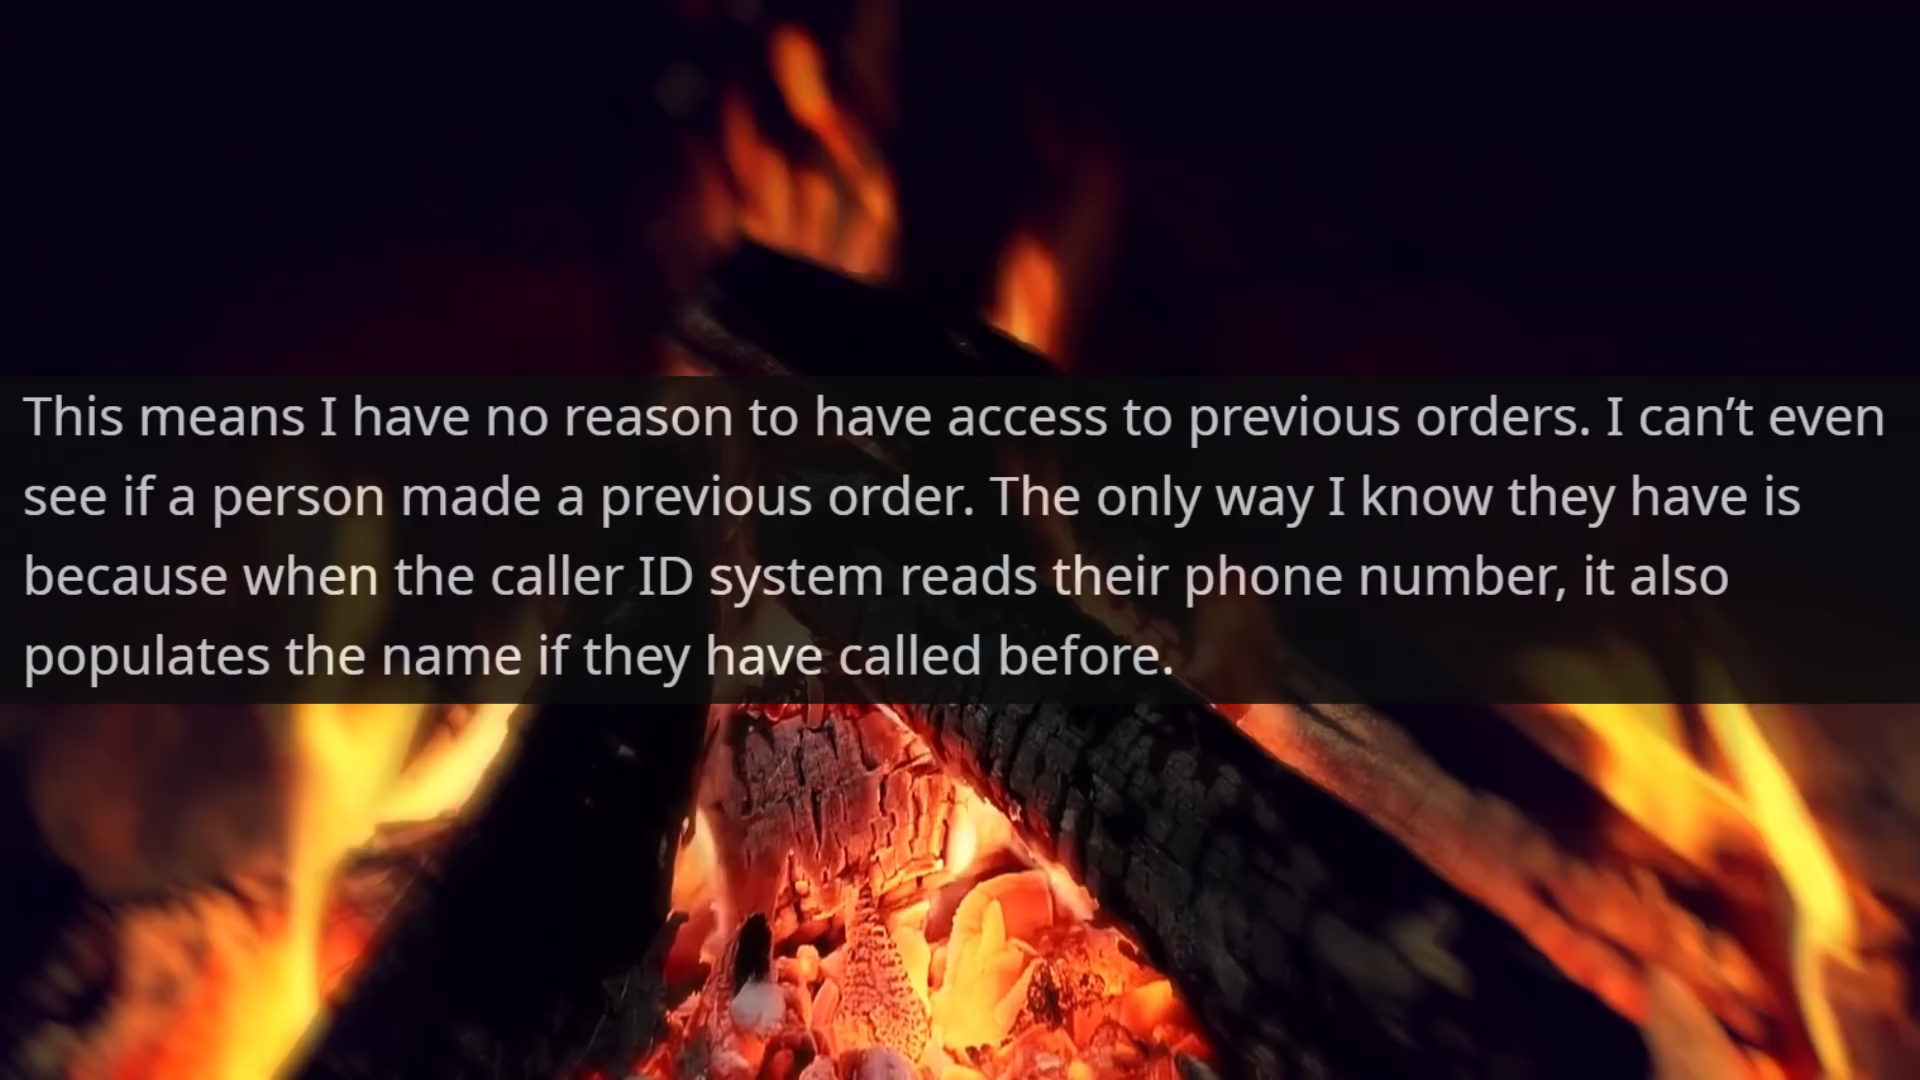 This means I have no reason to have access to previous orders. I can’t even
see if a person made a previous order. The only way I know they have is
because when the caller ID system reads their phone number, it also
populates the name if they have called before.